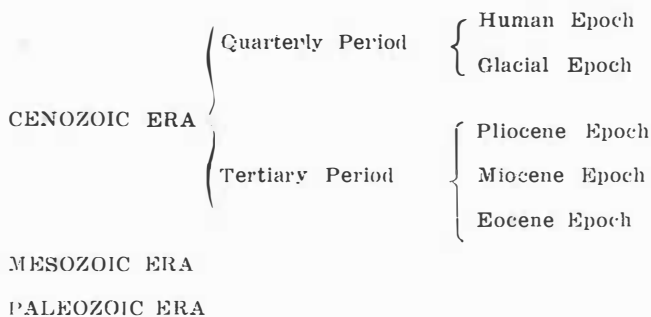 Human Epoch
Quarterly Period
Glacial Epoch
CENOZOIC ERA
Pliocene Epoch
Tertiary Period
Miocene Epoch
Eocene Epoch
MESOZOIC ERA
PALEOZOIC ERA